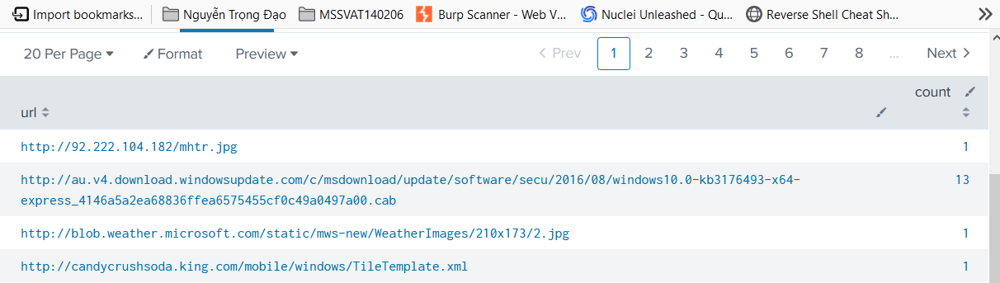 Import bookmarks... Nguyễn Trọng Đạo MSSVAT140206 Burp Scanner - Web V... Nuclei Unleashed - Qu... Reverse Shell Cheat Sh...
20 Per Page Format Preview Prev 1 2 3 4 5 6 7 8 ... Next
count
url
http://92.222.104.182/mhtr.jpg 1
http://au.v4.download.windowsupdate.com/c/msdownload/update/software/secu/2016/08/windows10.0-kb3176493-x64- 13
express_4146a5a2ea68836ffea6575455cf0c49a0497a00.cab
http://blob.weather.microsoft.com/static/mws-new/WeatherImages/210x173/2.jpg 1
http://candycrushsoda.king.com/mobile/windows/TileTemplate.xml 1